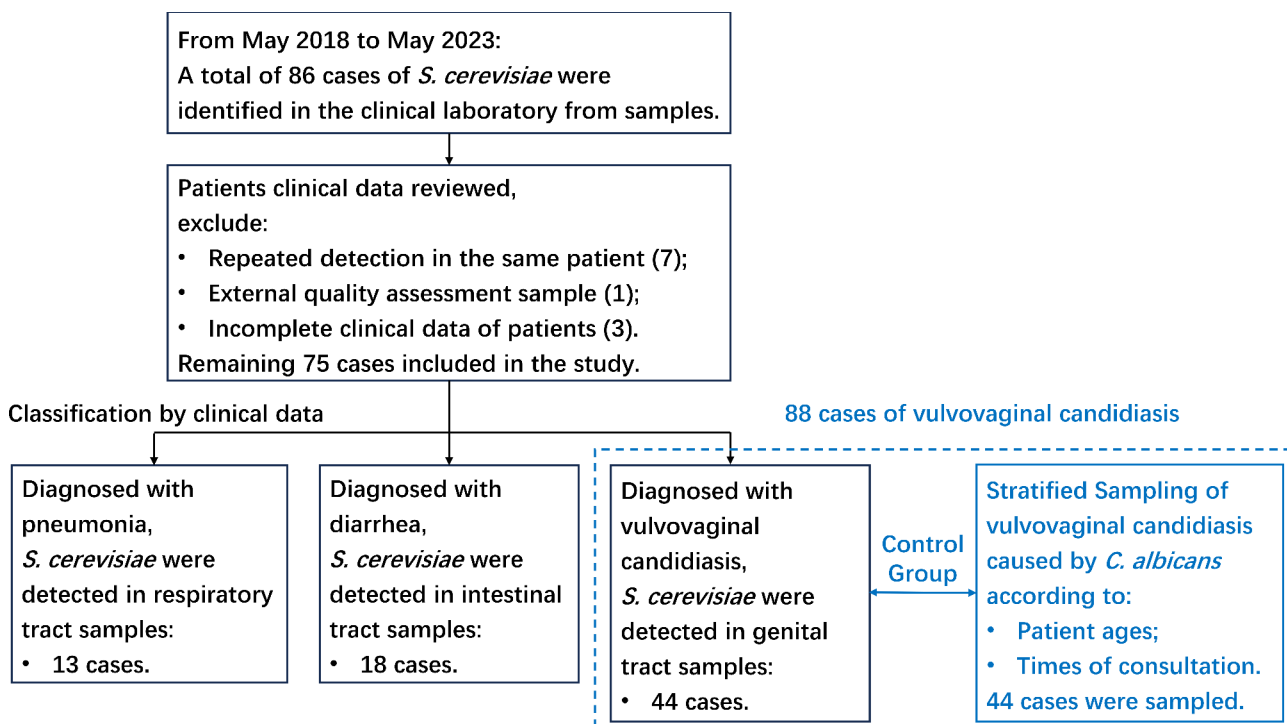 From May 2018 to May 2023:
A total of 86 cases of S. cerevisiae were
identified in the clinical laboratory from samples.
Patients clinical data reviewed,
exclude:
• Repeated detection in the same patient (7);
• External quality assessment sample (1);
• Incomplete clinical data of patients (3).
Remaining 75 cases included in the study.
Classification by clinical data
88 cases of vulvovaginal candidiasis
Diagnosed with
pneumonia,
S. cerevisiae were
detected in respiratory
tract samples:
• 13 cases.
Diagnosed with
diarrhea,
S. cerevisiae were
detected in intestinal
tract samples:
• 18 cases.
Diagnosed with
vulvovaginal
candidiasis,
S. cerevisiae were
detected in genital
tract samples:
• 44 cases.
Control
Group
Stratified Sampling of
vulvovaginal candidiasis
caused by C. albicans
according to:
• Patient ages;
• Times of consultation.
44 cases were sampled.